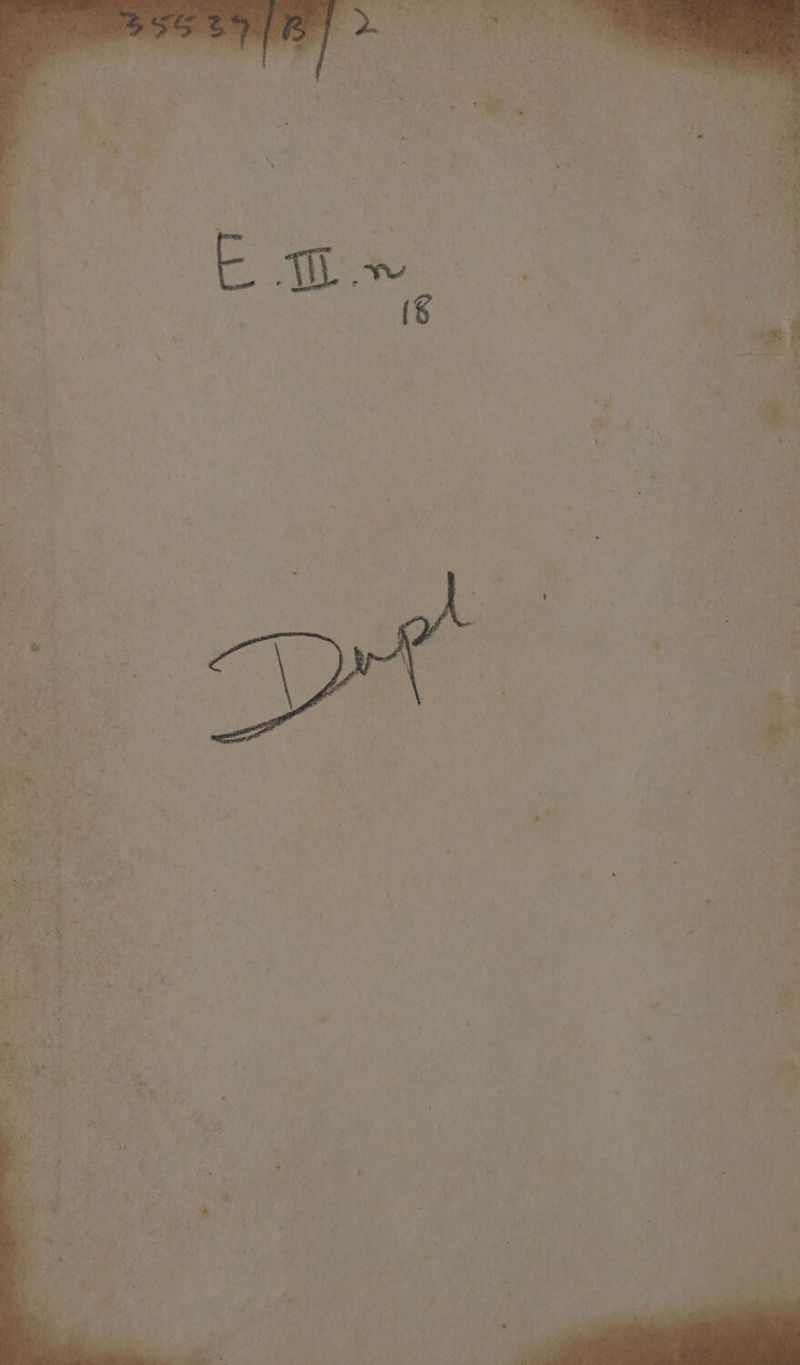 35537/B/2
E.III.n
18
Dupl